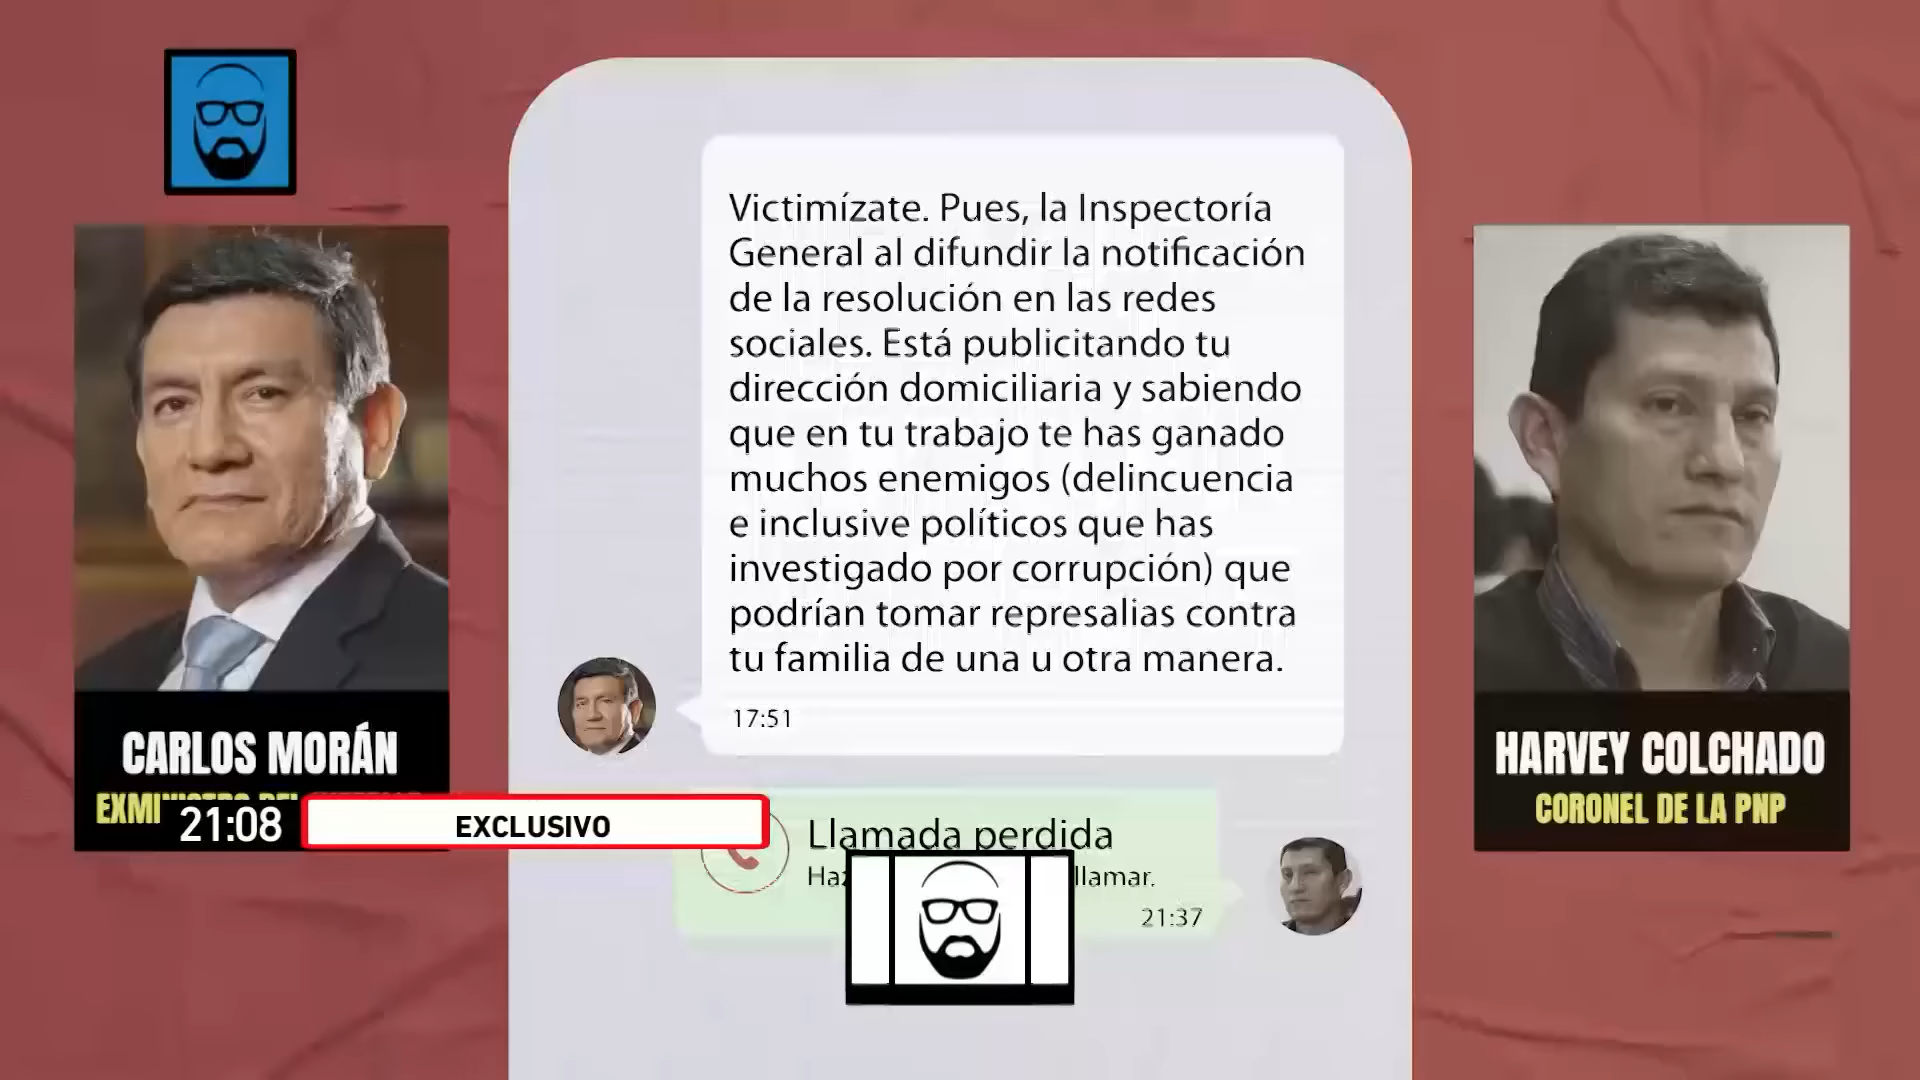 Victimízate. Pues, la Inspectoría
General al difundir la notificación
de la resolución en las redes
sociales. Está publicitando tu
dirección domiciliaria y sabiendo
que en tu trabajo te has ganado
muchos enemigos (delincuencia
e inclusive políticos que has
investigado por corrupción) que
podrían tomar represalias contra
tu familia de una u otra manera.
17:51
CARLOS MORÁN
HARVEY COLCHADO
CORONEL DE LA PNP
21:08
EXCLUSIVO
Llamada perdida
llamar.
21:37